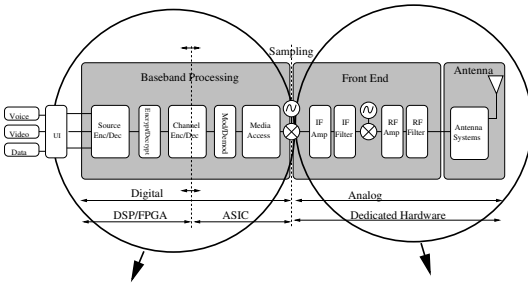 Sampling
Baseband Processing
Front End
Antenna
Voice
Video
Data
UI
Source
Enc/Dec
Encrypt/Decrypt
Channel
Enc/Dec
Mod/Demod
Media
Access
IF
Amp
IF
Filter
RF
Amp
RF
Filter
Antenna
Systems
Digital
Analog
DSP/FPGA
ASIC
Dedicated Hardware